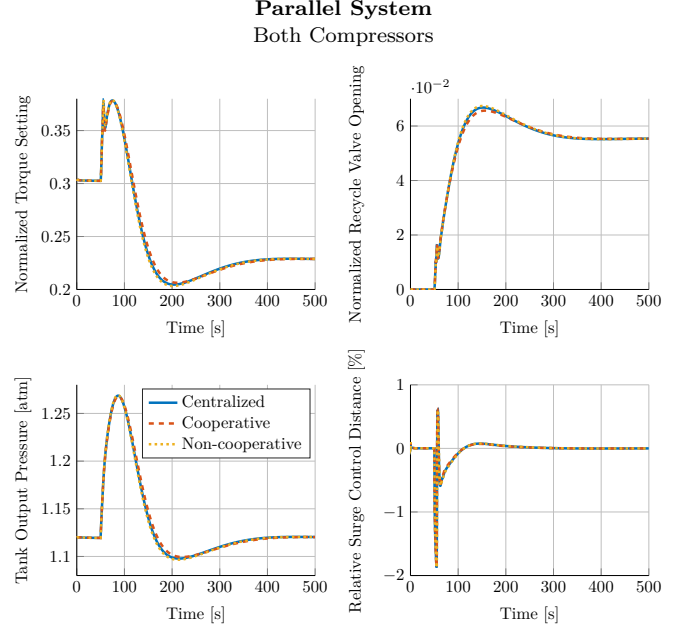 Parallel System
Both Compressors
Normalized Torque Setting
0.35
0.3
0.25
0.2
0 100 200 300 400 500
Time [s]
Normalized Recycle Valve Opening
·10⁻²
6
4
2
0
0 100 200 300 400 500
Time [s]
Tank Output Pressure [atm]
1.25
1.2
1.15
1.1
0 100 200 300 400 500
Time [s]
Centralized
Cooperative
Non-cooperative
Relative Surge Control Distance [%]
1
0
−1
−2
0 100 200 300 400 500
Time [s]